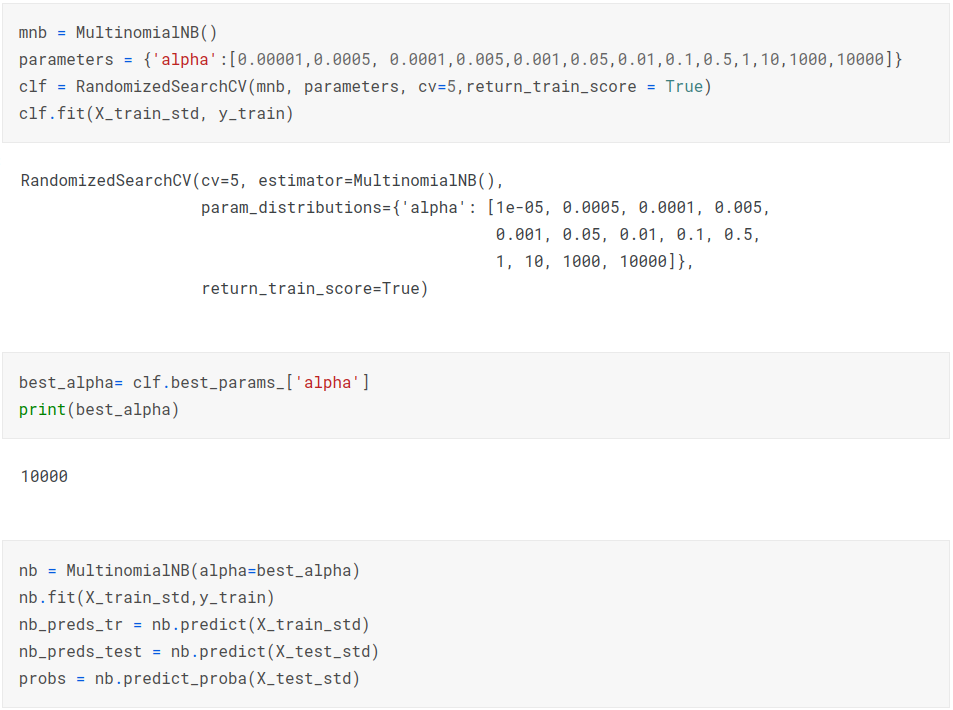 mnb = MultinomialNB()
parameters = {'alpha':[0.00001,0.0005, 0.0001,0.005,0.001,0.05,0.01,0.1,0.5,1,10,1000,10000]}
clf = RandomizedSearchCV(mnb, parameters, cv=5,return_train_score = True)
clf.fit(X_train_std, y_train)
RandomizedSearchCV(cv=5, estimator=MultinomialNB(),
                   param_distributions={'alpha': [1e-05, 0.0005, 0.0001, 0.005,
                                                  0.001, 0.05, 0.01, 0.1, 0.5,
                                                  1, 10, 1000, 10000]},
                   return_train_score=True)
best_alpha= clf.best_params_['alpha']
print(best_alpha)
10000
nb = MultinomialNB(alpha=best_alpha)
nb.fit(X_train_std,y_train)
nb_preds_tr = nb.predict(X_train_std)
nb_preds_test = nb.predict(X_test_std)
probs = nb.predict_proba(X_test_std)